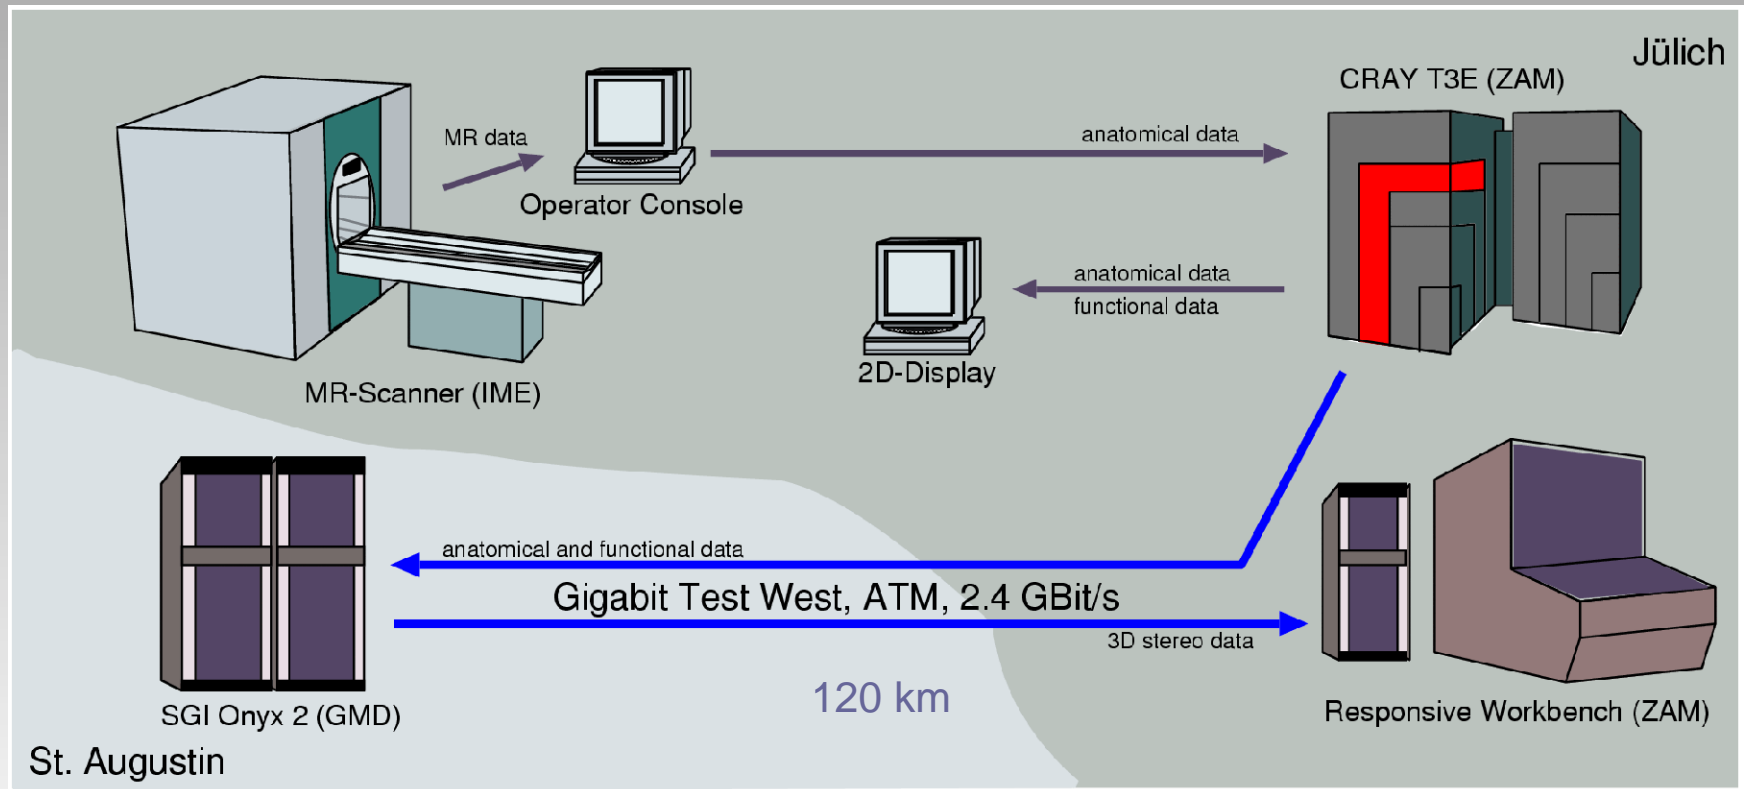 Jülich
CRAY T3E (ZAM)
MR data
anatomical data
Operator Console
anatomical data
functional data
2D-Display
MR-Scanner (IME)
anatomical and functional data
Gigabit Test West, ATM, 2.4 GBit/s
3D stereo data
120 km
SGI Onyx 2 (GMD)
Responsive Workbench (ZAM)
St. Augustin